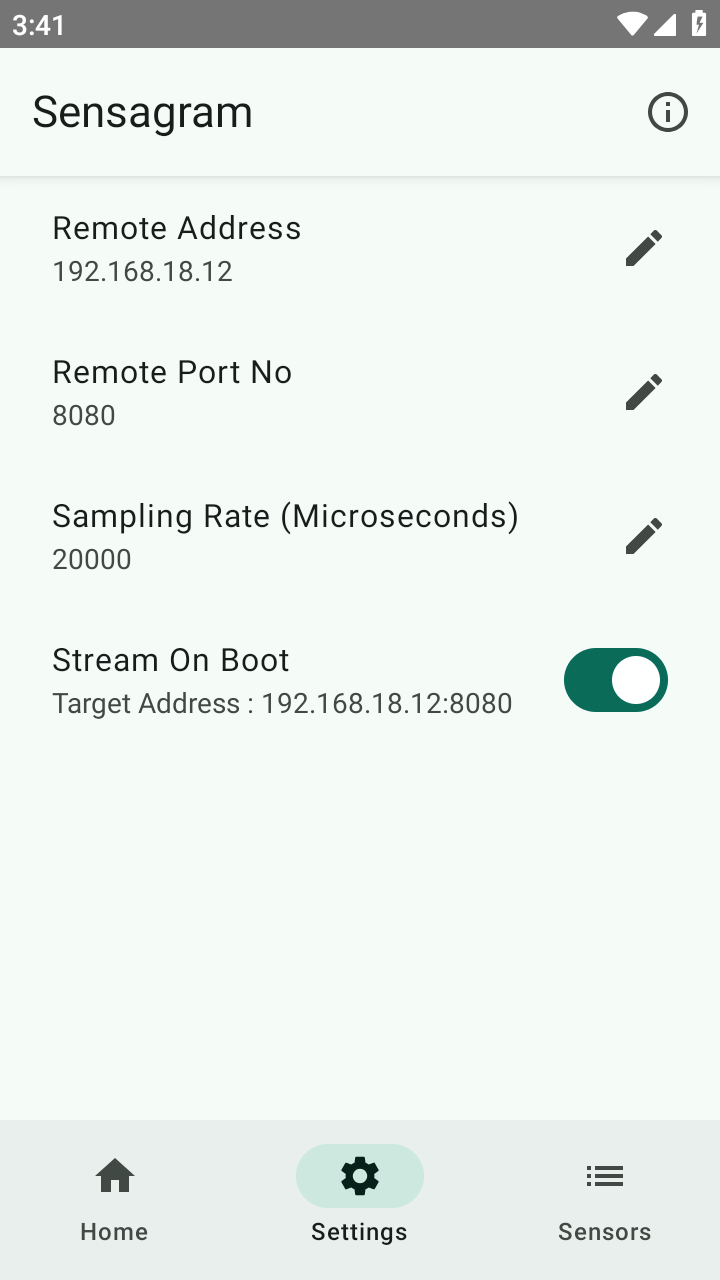 3:41
Sensagram
Remote Address
192.168.18.12
Remote Port No
8080
Sampling Rate (Microseconds)
20000
Stream On Boot
Target Address : 192.168.18.12:8080
Home
Settings
Sensors